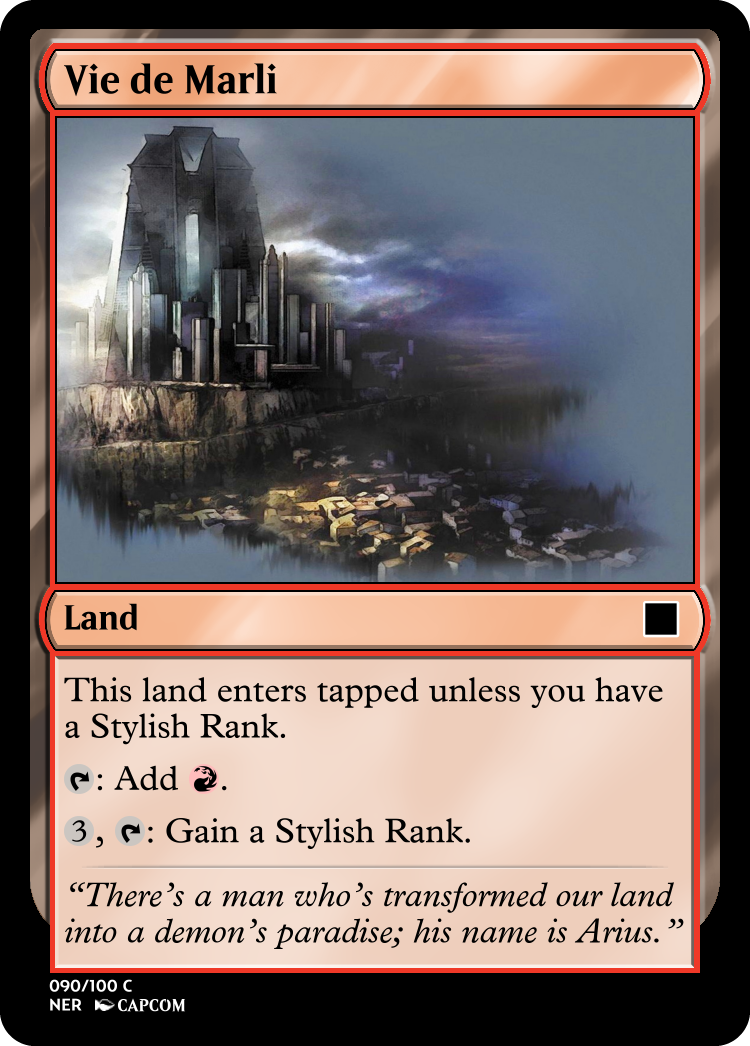 Vie de Marli
Land
This land enters tapped unless you have
a Stylish Rank.
: Add .
3, : Gain a Stylish Rank.
“There’s a man who’s transformed our land
into a demon’s paradise; his name is Arius.”
090/100 C
NER CAPCOM